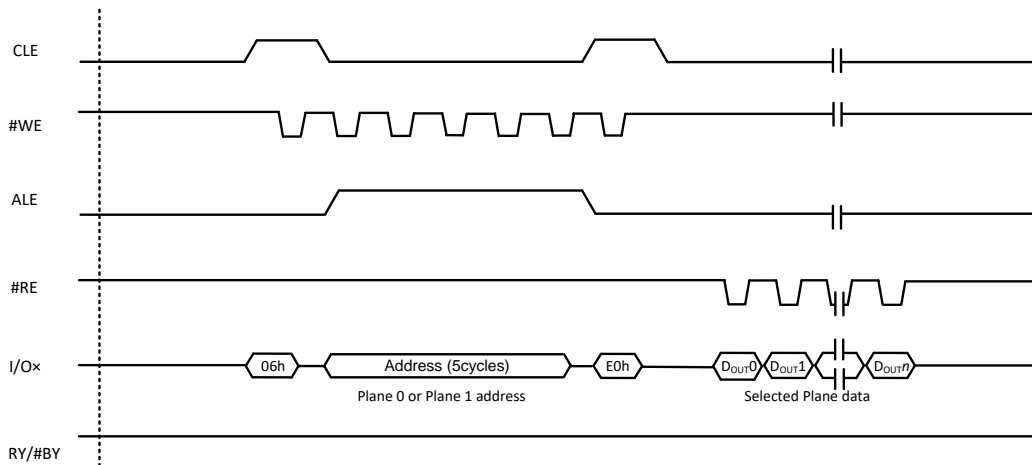 CLE
#WE
ALE
#RE
I/O× 06h Address (5cycles) E0h DOUT0 DOUT1 DOUTn
Plane 0 or Plane 1 address Selected Plane data
RY/#BY